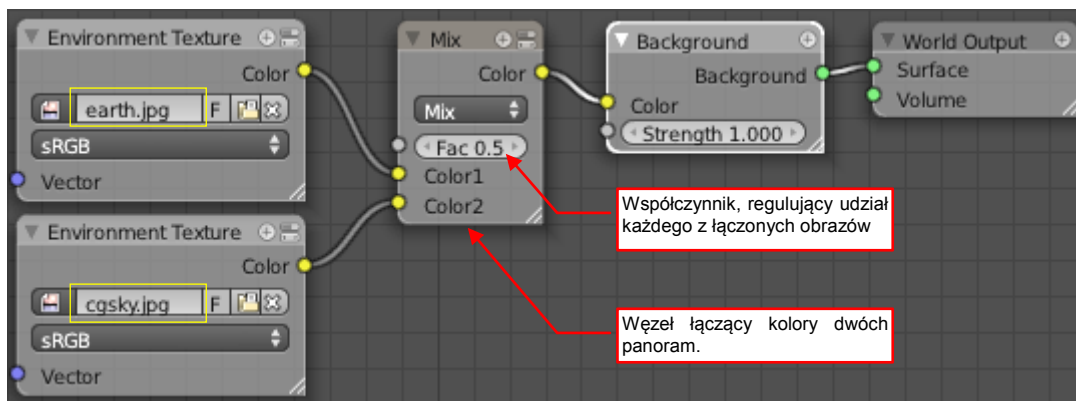 Environment Texture
Color
earth.jpg F
sRGB
Vector
Environment Texture
Color
cgsky.jpg F
sRGB
Vector
Mix
Color
Mix
Fac 0.5
Color1
Color2
Background
Background
Color
Strength 1.000
World Output
Surface
Volume
Współczynnik, regulujący udział
każdego z łączonych obrazów
Węzeł łączący kolory dwóch
panoram.